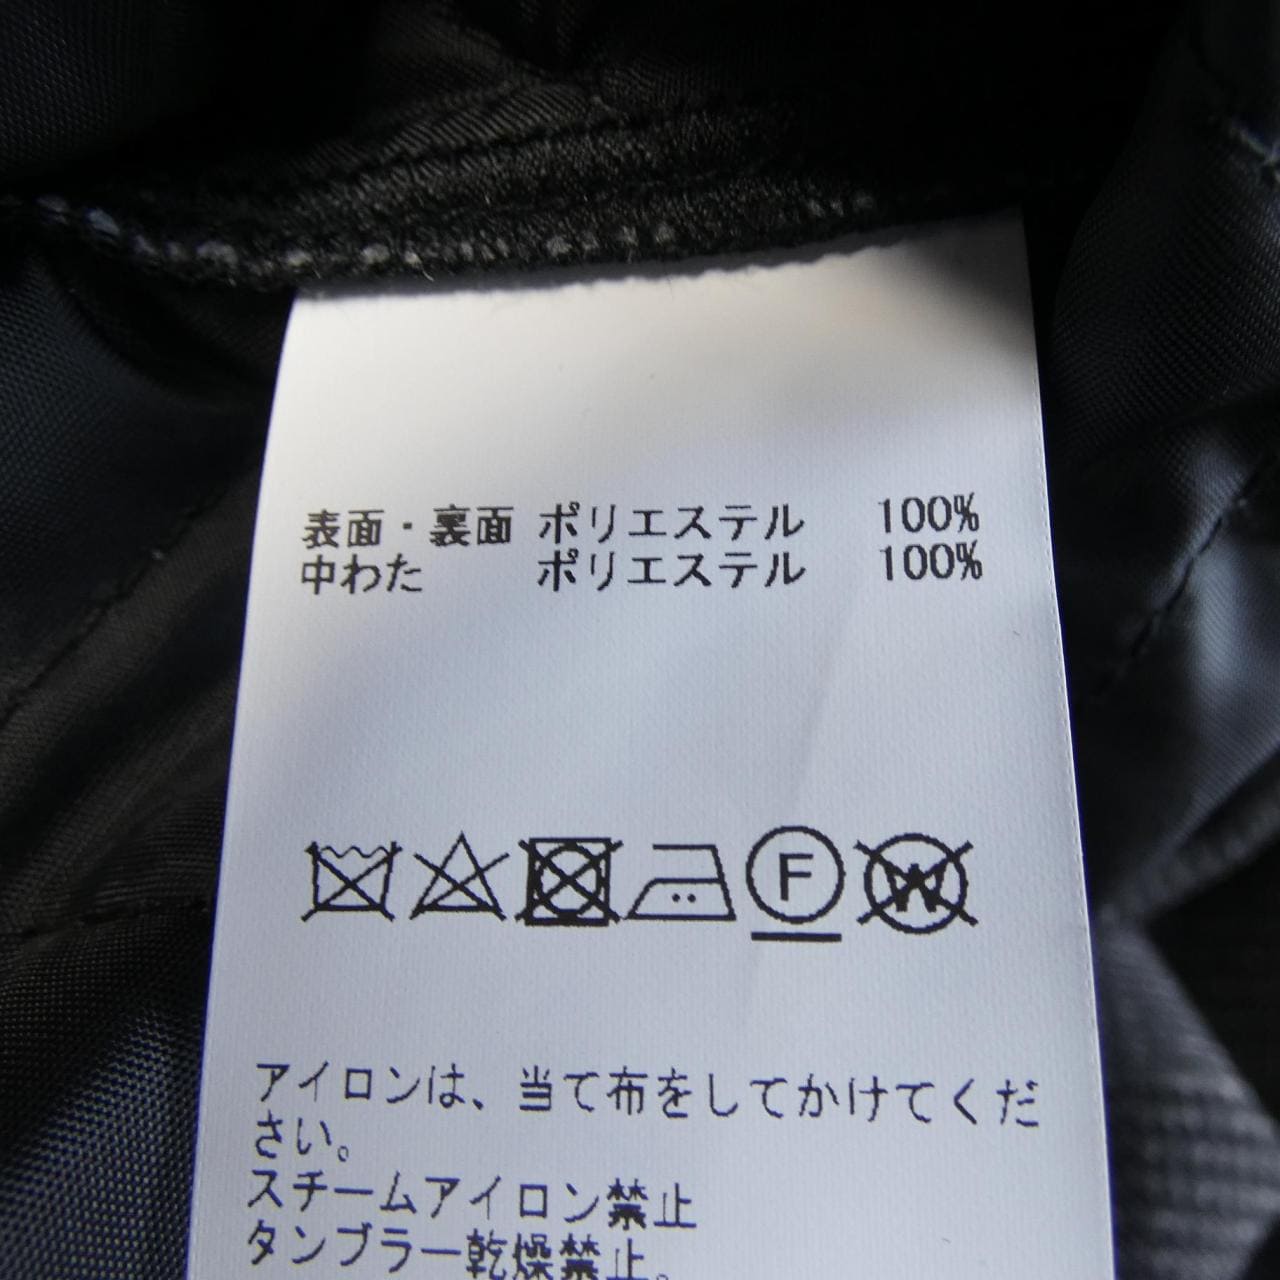 表面・裏面 ポリエステル 100%
中わた ポリエステル 100%
F W
アイロンは、当て布をしてかけてくだ
さい。
スチームアイロン禁止
タンブラー乾燥禁止。